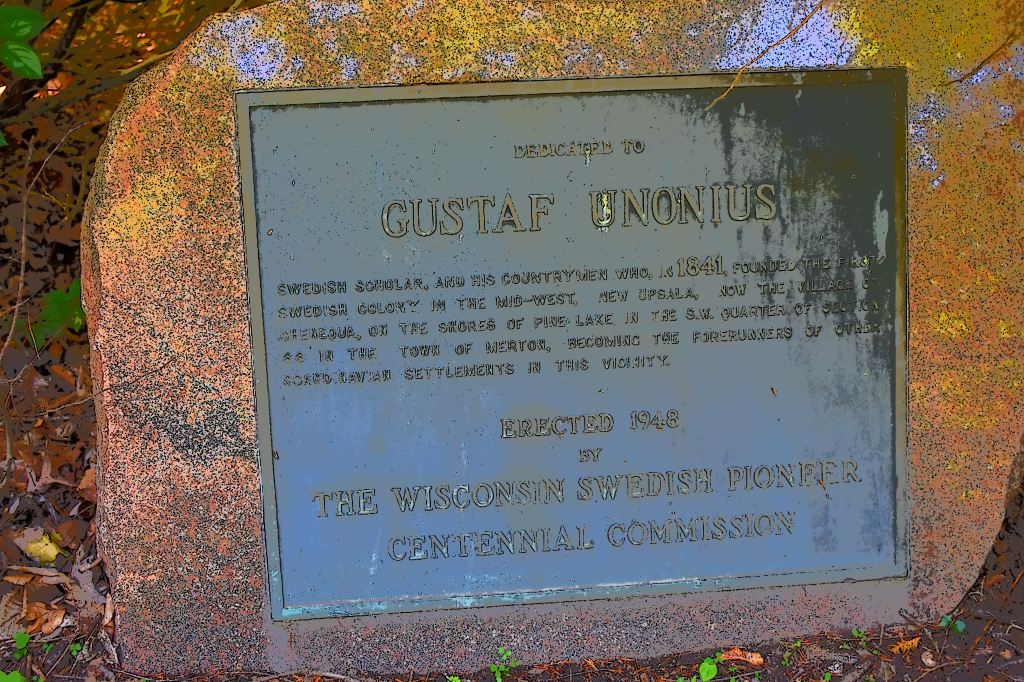 DEDICATED TO
GUSTAF UNONIUS
SWEDISH SCHOLAR, AND HIS COUNTRYMEN WHO, IN 1841, FOUNDED THE FIRST
SWEDISH COLONY IN THE MID-WEST, NEW UPSALA, NOW THE VILLAGE OF
CHENEQUA, ON THE SHORES OF PINE LAKE, IN THE S.W. QUARTER OF SECTION
IN THE TOWN OF MERTON, BECOMING THE FORERUNNERS OF OTHER
SCANDINAVIAN SETTLEMENTS IN THIS VICINITY.
ERECTED 1948
BY
THE WISCONSIN SWEDISH PIONEER
CENTENNIAL COMMISSION